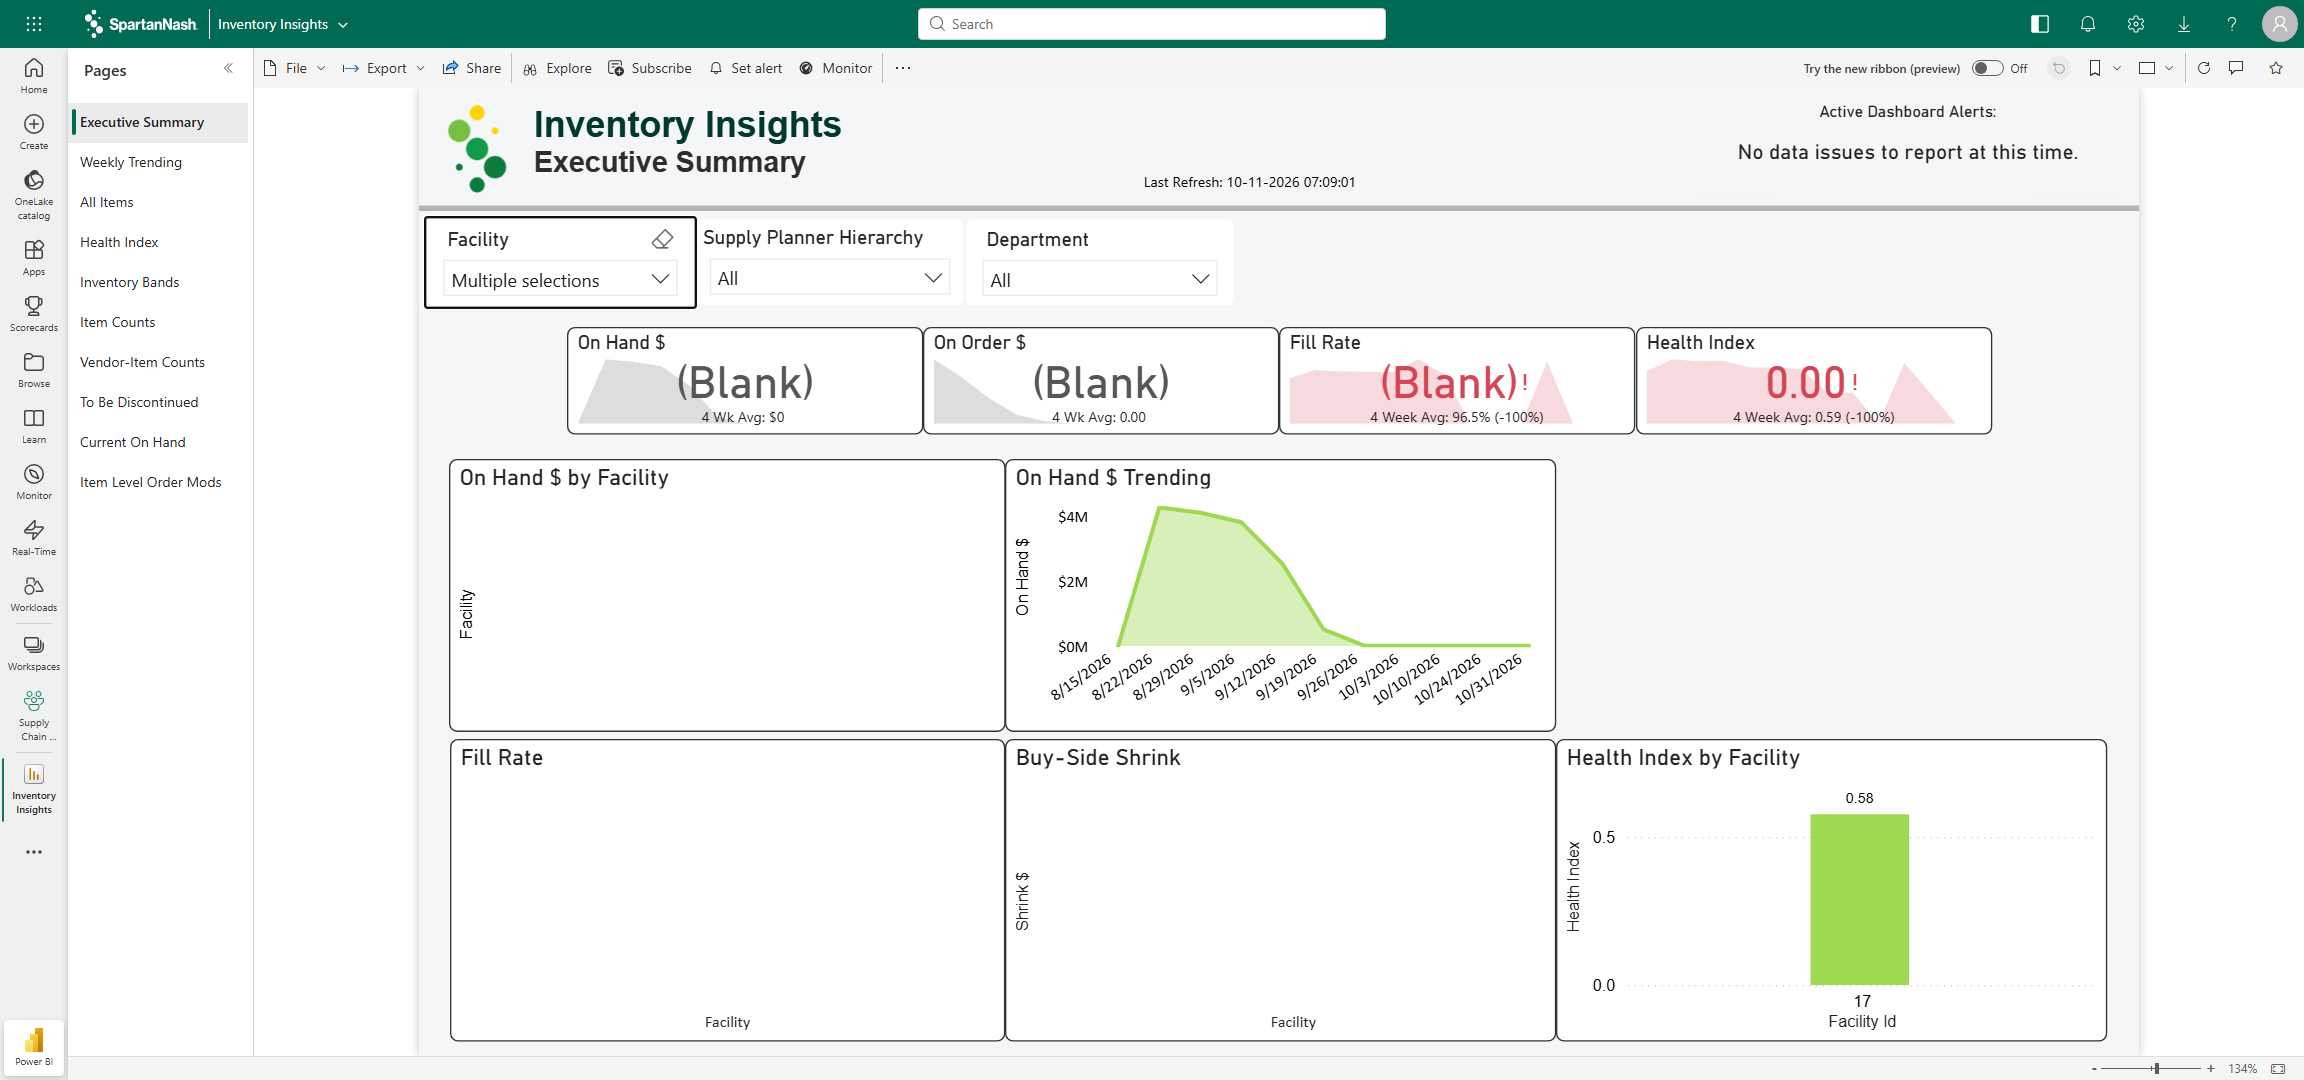 SpartanNash
Inventory Insights
Search
Home
Create
OneLake
catalog
Apps
Scorecards
Browse
Learn
Monitor
Real-Time
Workloads
Workspaces
Supply
Chain ...
Inventory
Insights
Power BI
Pages
Executive Summary
Weekly Trending
All Items
Health Index
Inventory Bands
Item Counts
Vendor-Item Counts
To Be Discontinued
Current On Hand
Item Level Order Mods
File
Export
Share
Explore
Subscribe
Set alert
Monitor
Try the new ribbon (preview)
Off
Inventory Insights
Executive Summary
Last Refresh: 10-11-2026 07:09:01
Active Dashboard Alerts:
No data issues to report at this time.
Facility
Multiple selections
Supply Planner Hierarchy
All
Department
All
On Hand $
(Blank)
4 Wk Avg: $0
On Order $
(Blank)
4 Wk Avg: 0.00
Fill Rate
(Blank)!
4 Week Avg: 96.5% (-100%)
Health Index
0.00!
4 Week Avg: 0.59 (-100%)
On Hand $ by Facility
Facility
On Hand $ Trending
On Hand $
$4M
$2M
$0M
8/15/2026
8/22/2026
8/29/2026
9/5/2026
9/12/2026
9/19/2026
9/26/2026
10/3/2026
10/10/2026
10/24/2026
10/31/2026
Fill Rate
Facility
Buy-Side Shrink
Shrink $
Facility
Health Index by Facility
Health Index
0.58
0.5
0.0
17
Facility Id
- + 134%